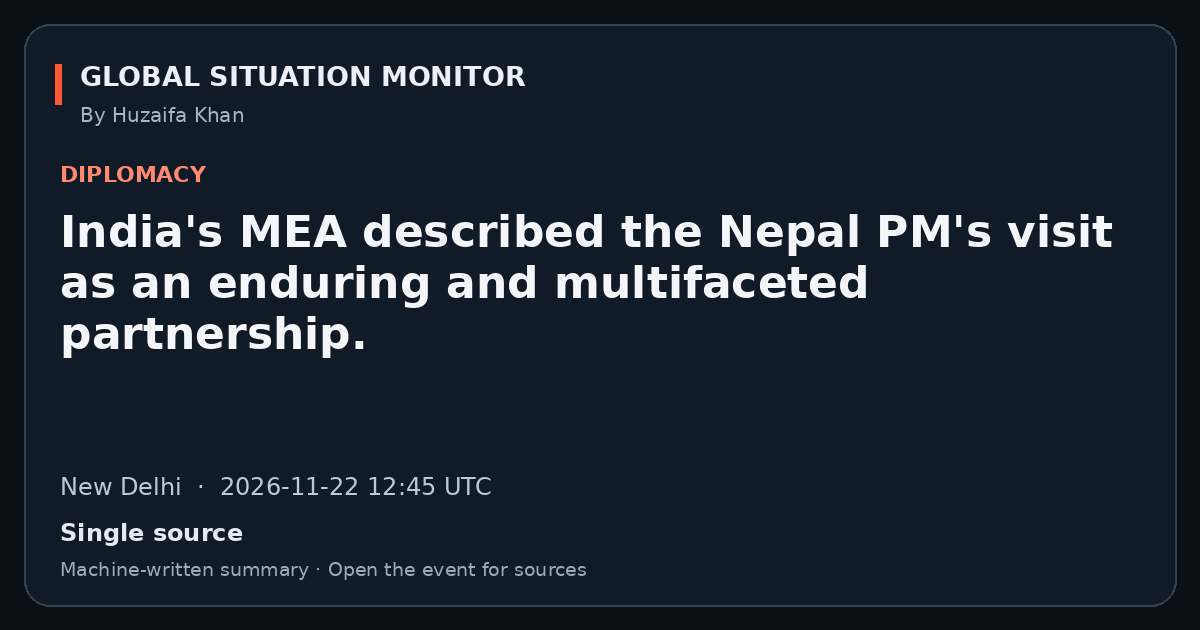 GLOBAL SITUATION MONITOR
By Huzaifa Khan
DIPLOMACY
India's MEA described the Nepal PM's visit
as an enduring and multifaceted
partnership.
New Delhi · 2026-11-22 12:45 UTC
Single source
Machine-written summary · Open the event for sources